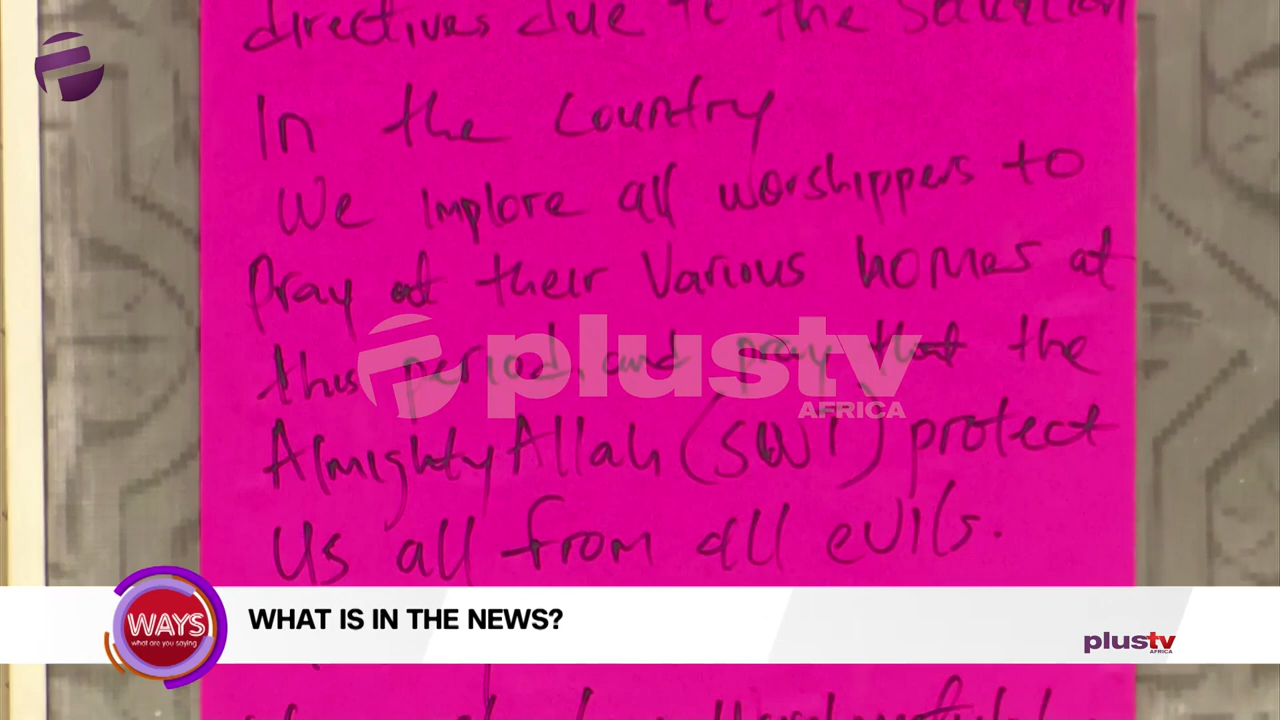 directives due to the situation
In the Country
We implore all worshippers to
Pray at their Various homes at
this period. and pray that the
Almighty Allah (SWT) protect
Us all from all evils.
plustv
AFRICA
WAYS
what are you saying
WHAT IS IN THE NEWS?
plustv
AFRICA